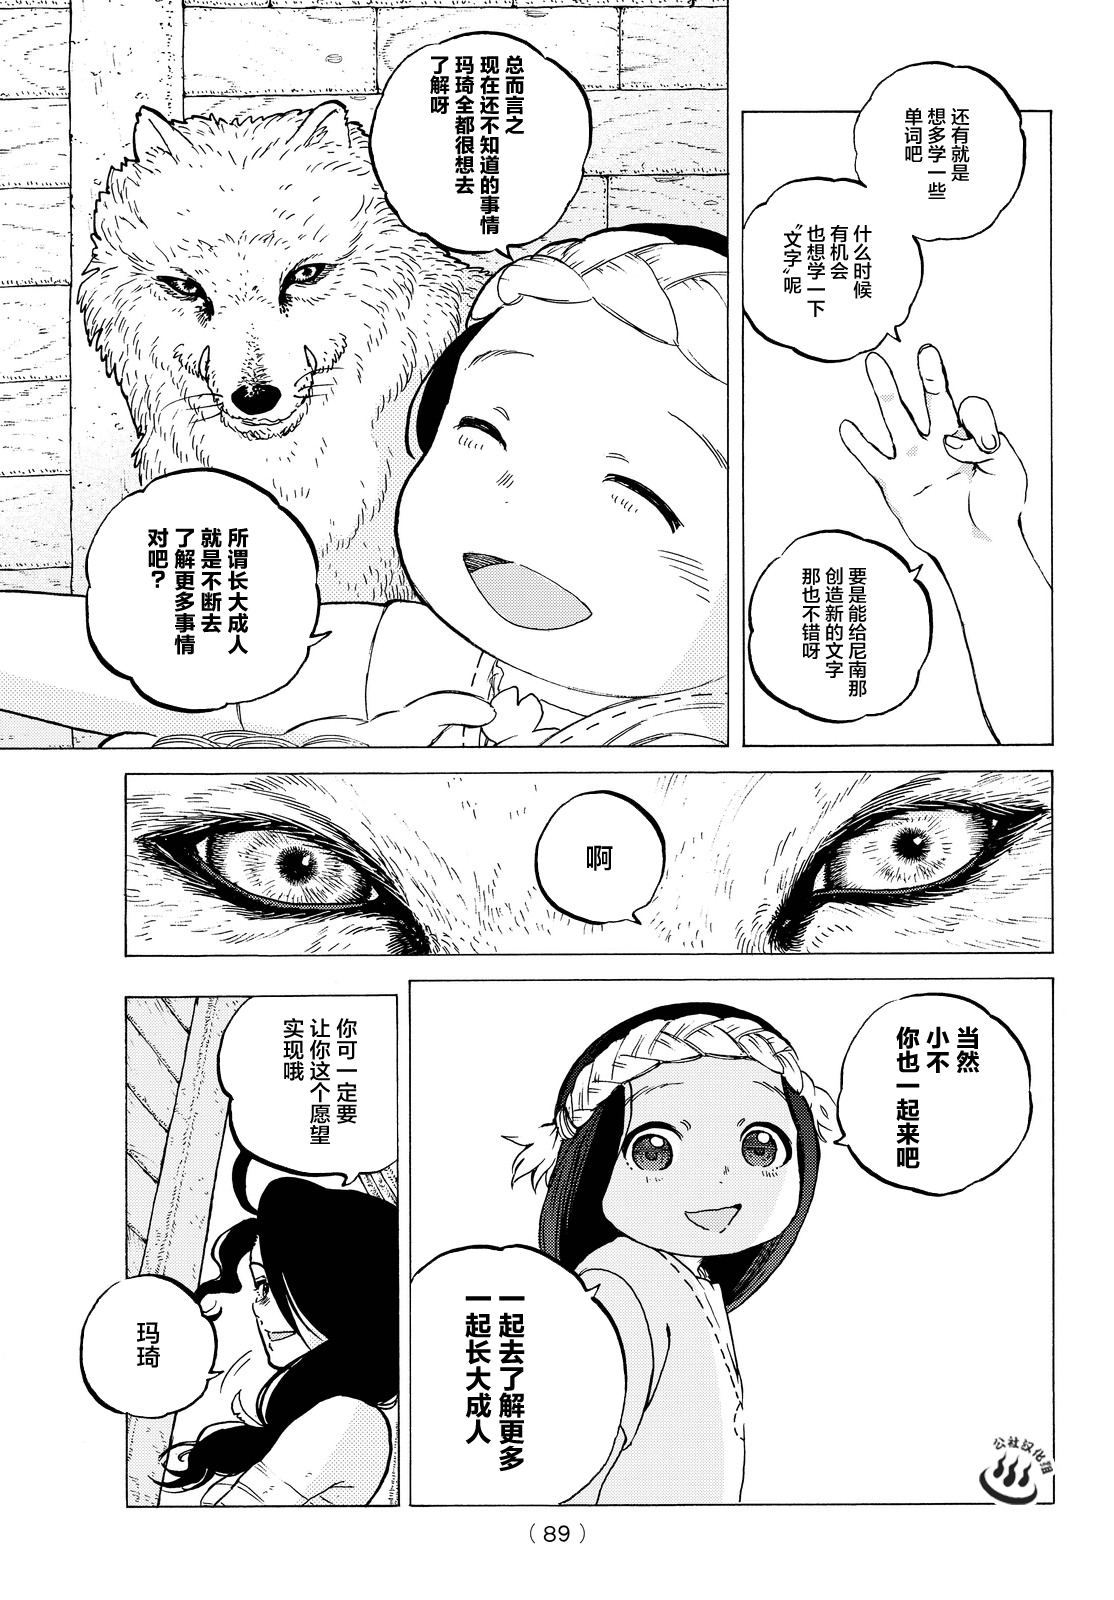 还有就是
想多学一些
单词吧
什么时候
有机会
也想学一下
“文字”呢
要是能给尼南那
创造新的文字
那也不错呀
总而言之
现在还不知道的事情
玛琦全都很想去
了解呀
所谓长大成人
就是不断去
了解更多事情
对吧？
啊
当然
小不
你也一起来吧
一起去了解更多
一起长大成人
你可一定要
让你这个愿望
实现哦
玛琦
公社汉化组
（89）